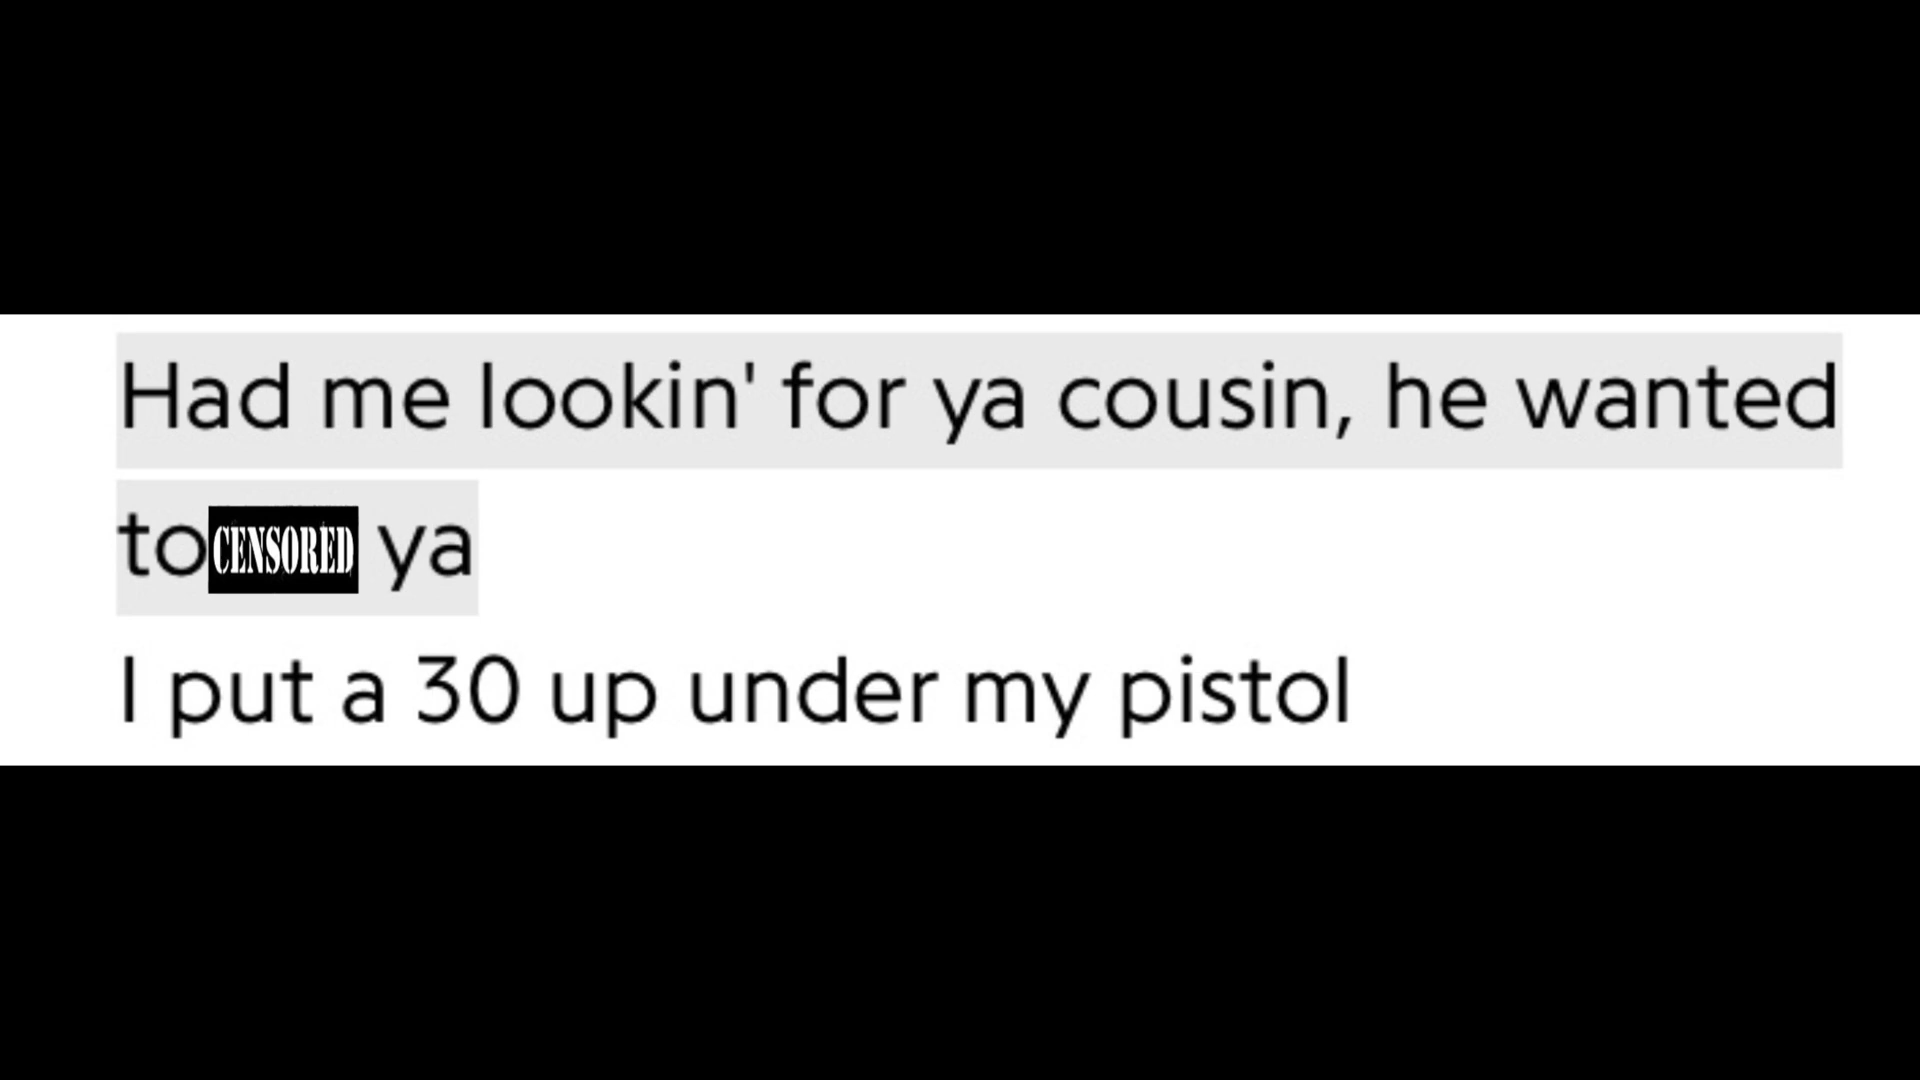 Had me lookin' for ya cousin, he wanted
to CENSORED ya
I put a 30 up under my pistol